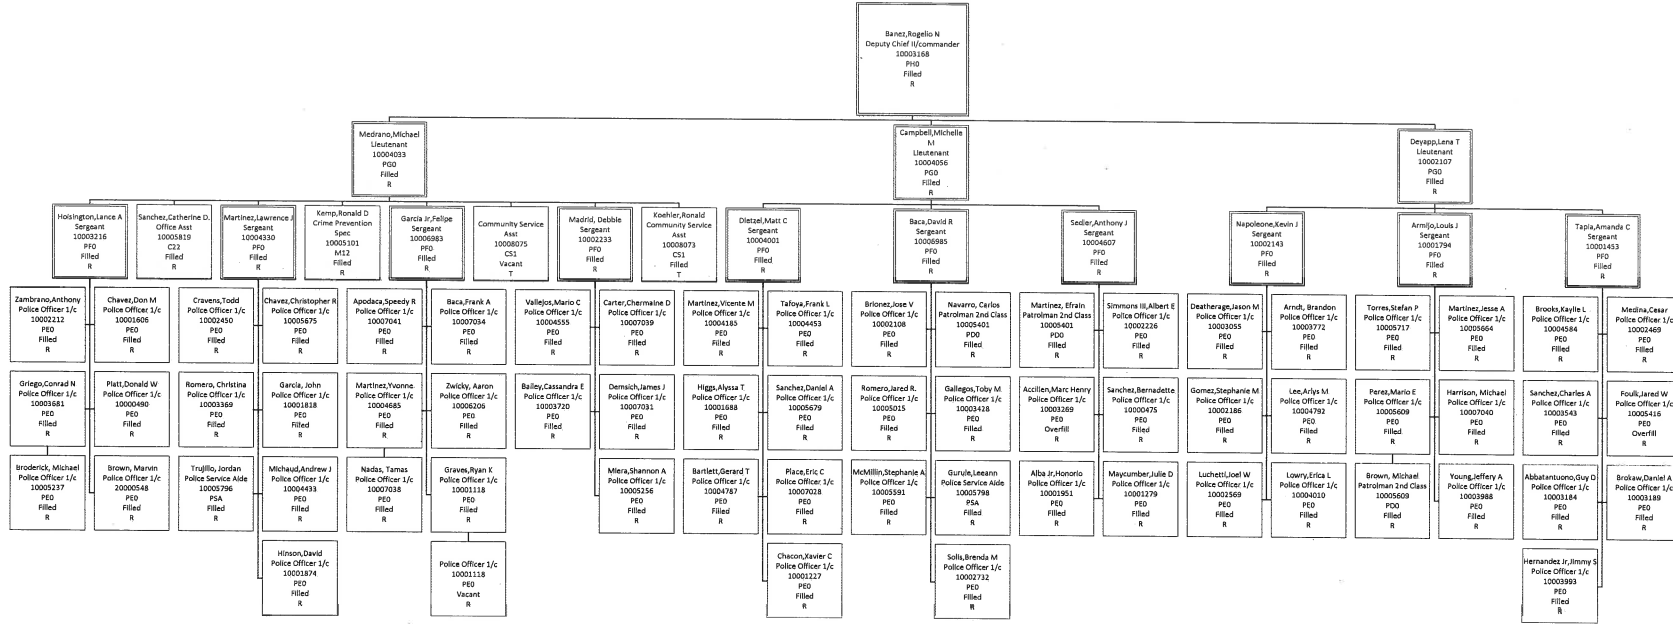 Banez,Rogelio N
Deputy Chief II/commander
10003168
PH0
Filled
R
Medrano,Michael
Lieutenant
10004033
PG0
Filled
R
Campbell,Michelle
M
Lieutenant
10004056
PG0
Filled
R
Deyapp,Lena T
Lieutenant
10002107
PG0
Filled
R
Hoisington,Lance A
Sergeant
10003216
PF0
Filled
R
Sanchez,Catherine D.
Office Asst
10005819
C22
Filled
R
Martinez,Lawrence J
Sergeant
10004330
PF0
Filled
R
Kemp,Ronald D
Crime Prevention
Spec
10005101
M12
Filled
R
Garcia Jr,Felipe
Sergeant
10006983
PF0
Filled
R
Community Service
Asst
10008075
CS1
Vacant
T
Madrid, Debbie
Sergeant
10002233
PF0
Filled
R
Koehler,Ronald
Community Service
Asst
10008073
CS1
Filled
T
Dietzel,Matt C
Sergeant
10004001
PF0
Filled
R
Baca,David R
Sergeant
10006985
PF0
Filled
R
Sedler,Anthony J
Sergeant
10004607
PF0
Filled
R
Napoleone,Kevin J
Sergeant
10002143
PF0
Filled
R
Armijo,Louis J
Sergeant
10001794
PF0
Filled
R
Tapia,Amanda C
Sergeant
10001453
PF0
Filled
R
Zambrano,Anthony
Police Officer 1/c
10002212
PE0
Filled
R
Chavez,Don M
Police Officer 1/c
10001606
PE0
Filled
R
Cravens,Todd
Police Officer 1/c
10002450
PE0
Filled
R
Chavez,Christopher R
Police Officer 1/c
10005675
PE0
Filled
R
Apodaca,Speedy R
Police Officer 1/c
10007041
PE0
Filled
R
Baca,Frank A
Police Officer 1/c
10007034
PE0
Filled
R
Vallejos,Mario C
Police Officer 1/c
10004555
PE0
Filled
R
Carter,Chermaine D
Police Officer 1/c
10007039
PE0
Filled
R
Martinez,Vicente M
Police Officer 1/c
10004185
PE0
Filled
R
Tafoya,Frank L
Police Officer 1/c
10004453
PE0
Filled
R
Brionez,Jose V
Police Officer 1/c
10002108
PE0
Filled
R
Navarro, Carlos
Patrolman 2nd Class
10005401
PD0
Filled
R
Martinez, Efrain
Patrolman 2nd Class
10005401
PD0
Filled
R
Simmons III,Albert E
Police Officer 1/c
10002226
PE0
Filled
R
Deatherage,Jason M
Police Officer 1/c
10003055
PE0
Filled
R
Arndt, Brandon
Police Officer 1/c
10003772
PE0
Filled
R
Torres,Stefan P
Police Officer 1/c
10005717
PE0
Filled
R
Martinez,Jesse A
Police Officer 1/c
10005664
PE0
Filled
R
Brooks,Kaylie L
Police Officer 1/c
10004584
PE0
Filled
R
Medina,Cesar
Police Officer 1/c
10002469
PE0
Filled
R
Griego,Conrad N
Police Officer 1/c
10003681
PE0
Filled
R
Platt,Donald W
Police Officer 1/c
10000490
PE0
Filled
R
Romero, Christina
Police Officer 1/c
10003369
PE0
Filled
R
Garcia, John
Police Officer 1/c
10001818
PE0
Filled
R
Martinez,Yvonne
Police Officer 1/c
10004685
PE0
Filled
R
Zwicky, Aaron
Police Officer 1/c
10006206
PE0
Filled
R
Bailey,Cassandra E
Police Officer 1/c
10003720
PE0
Filled
R
Dernsich,James J
Police Officer 1/c
10007031
PE0
Filled
R
Higgs,Alyssa T
Police Officer 1/c
10001688
PE0
Filled
R
Sanchez,Daniel A
Police Officer 1/c
10005679
PE0
Filled
R
Romero,Jared R.
Police Officer 1/c
10005015
PE0
Filled
R
Gallegos,Toby M
Police Officer 1/c
10003428
PE0
Filled
R
Accilien,Marc Henry
Police Officer 1/c
10003269
PE0
Overfill
R
Sanchez,Bernadette
Police Officer 1/c
10000475
PE0
Filled
R
Gomez,Stephanie M
Police Officer 1/c
10002186
PE0
Filled
R
Lee,Arlys M
Police Officer 1/c
10004792
PE0
Filled
R
Perez,Mario E
Police Officer 1/c
10005609
PE0
Filled
R
Harrison, Michael
Police Officer 1/c
10007040
PE0
Filled
R
Sanchez,Charles A
Police Officer 1/c
10003543
PE0
Filled
R
Foulk,Jared W
Police Officer 1/c
10005416
PE0
Overfill
R
Broderick, Michael
Police Officer 1/c
10005237
PE0
Filled
R
Brown, Marvin
Police Officer 1/c
20000548
PE0
Filled
R
Trujillo, Jordan
Police Service Aide
10005796
PSA
Filled
R
Michaud,Andrew J
Police Officer 1/c
10004433
PE0
Filled
R
Nadas, Tamas
Police Officer 1/c
10007038
PE0
Filled
R
Graves,Ryan K
Police Officer 1/c
10001118
PE0
Filled
R
Miera,Shannon A
Police Officer 1/c
10005256
PE0
Filled
R
Bartlett,Gerard T
Police Officer 1/c
10004787
PE0
Filled
R
Place,Eric C
Police Officer 1/c
10007028
PE0
Filled
R
McMillin,Stephanie A
Police Officer 1/c
10005591
PE0
Filled
R
Gurule,Leeann
Police Service Aide
10005798
PSA
Filled
R
Alba Jr,Honorio
Police Officer 1/c
10001951
PE0
Filled
R
Maycumber,Julie D
Police Officer 1/c
10001279
PE0
Filled
R
Luchetti,Joel W
Police Officer 1/c
10002569
PE0
Filled
R
Lowry,Erica L
Police Officer 1/c
10004010
PE0
Filled
R
Brown, Michael
Patrolman 2nd Class
10005609
PD0
Filled
R
Young,Jeffery A
Police Officer 1/c
10003988
PE0
Filled
R
Abbatantuono,Guy D
Police Officer 1/c
10003184
PE0
Filled
R
Brokaw,Daniel A
Police Officer 1/c
10003189
PE0
Filled
R
Hinson,David
Police Officer 1/c
10001874
PE0
Filled
R
Police Officer 1/c
10001118
PE0
Vacant
R
Chacon,Xavier C
Police Officer 1/c
10001227
PE0
Filled
R
Solis,Brenda M
Police Officer 1/c
10002732
PE0
Filled
R
Hernandez Jr,Jimmy S
Police Officer 1/c
10003993
PE0
Filled
R